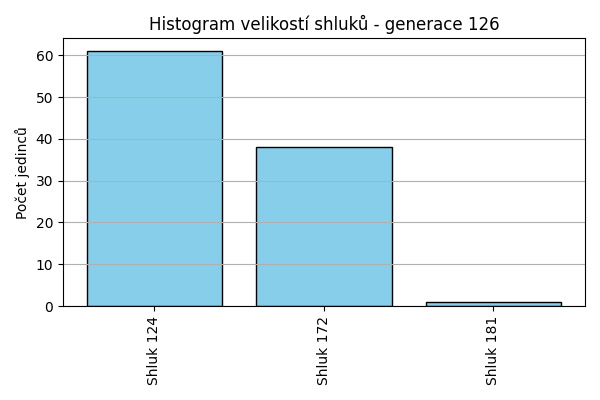 Histogram velikostí shluků - generace 126
Počet jedinců
60
50
40
30
20
10
0
Shluk 124
Shluk 172
Shluk 181